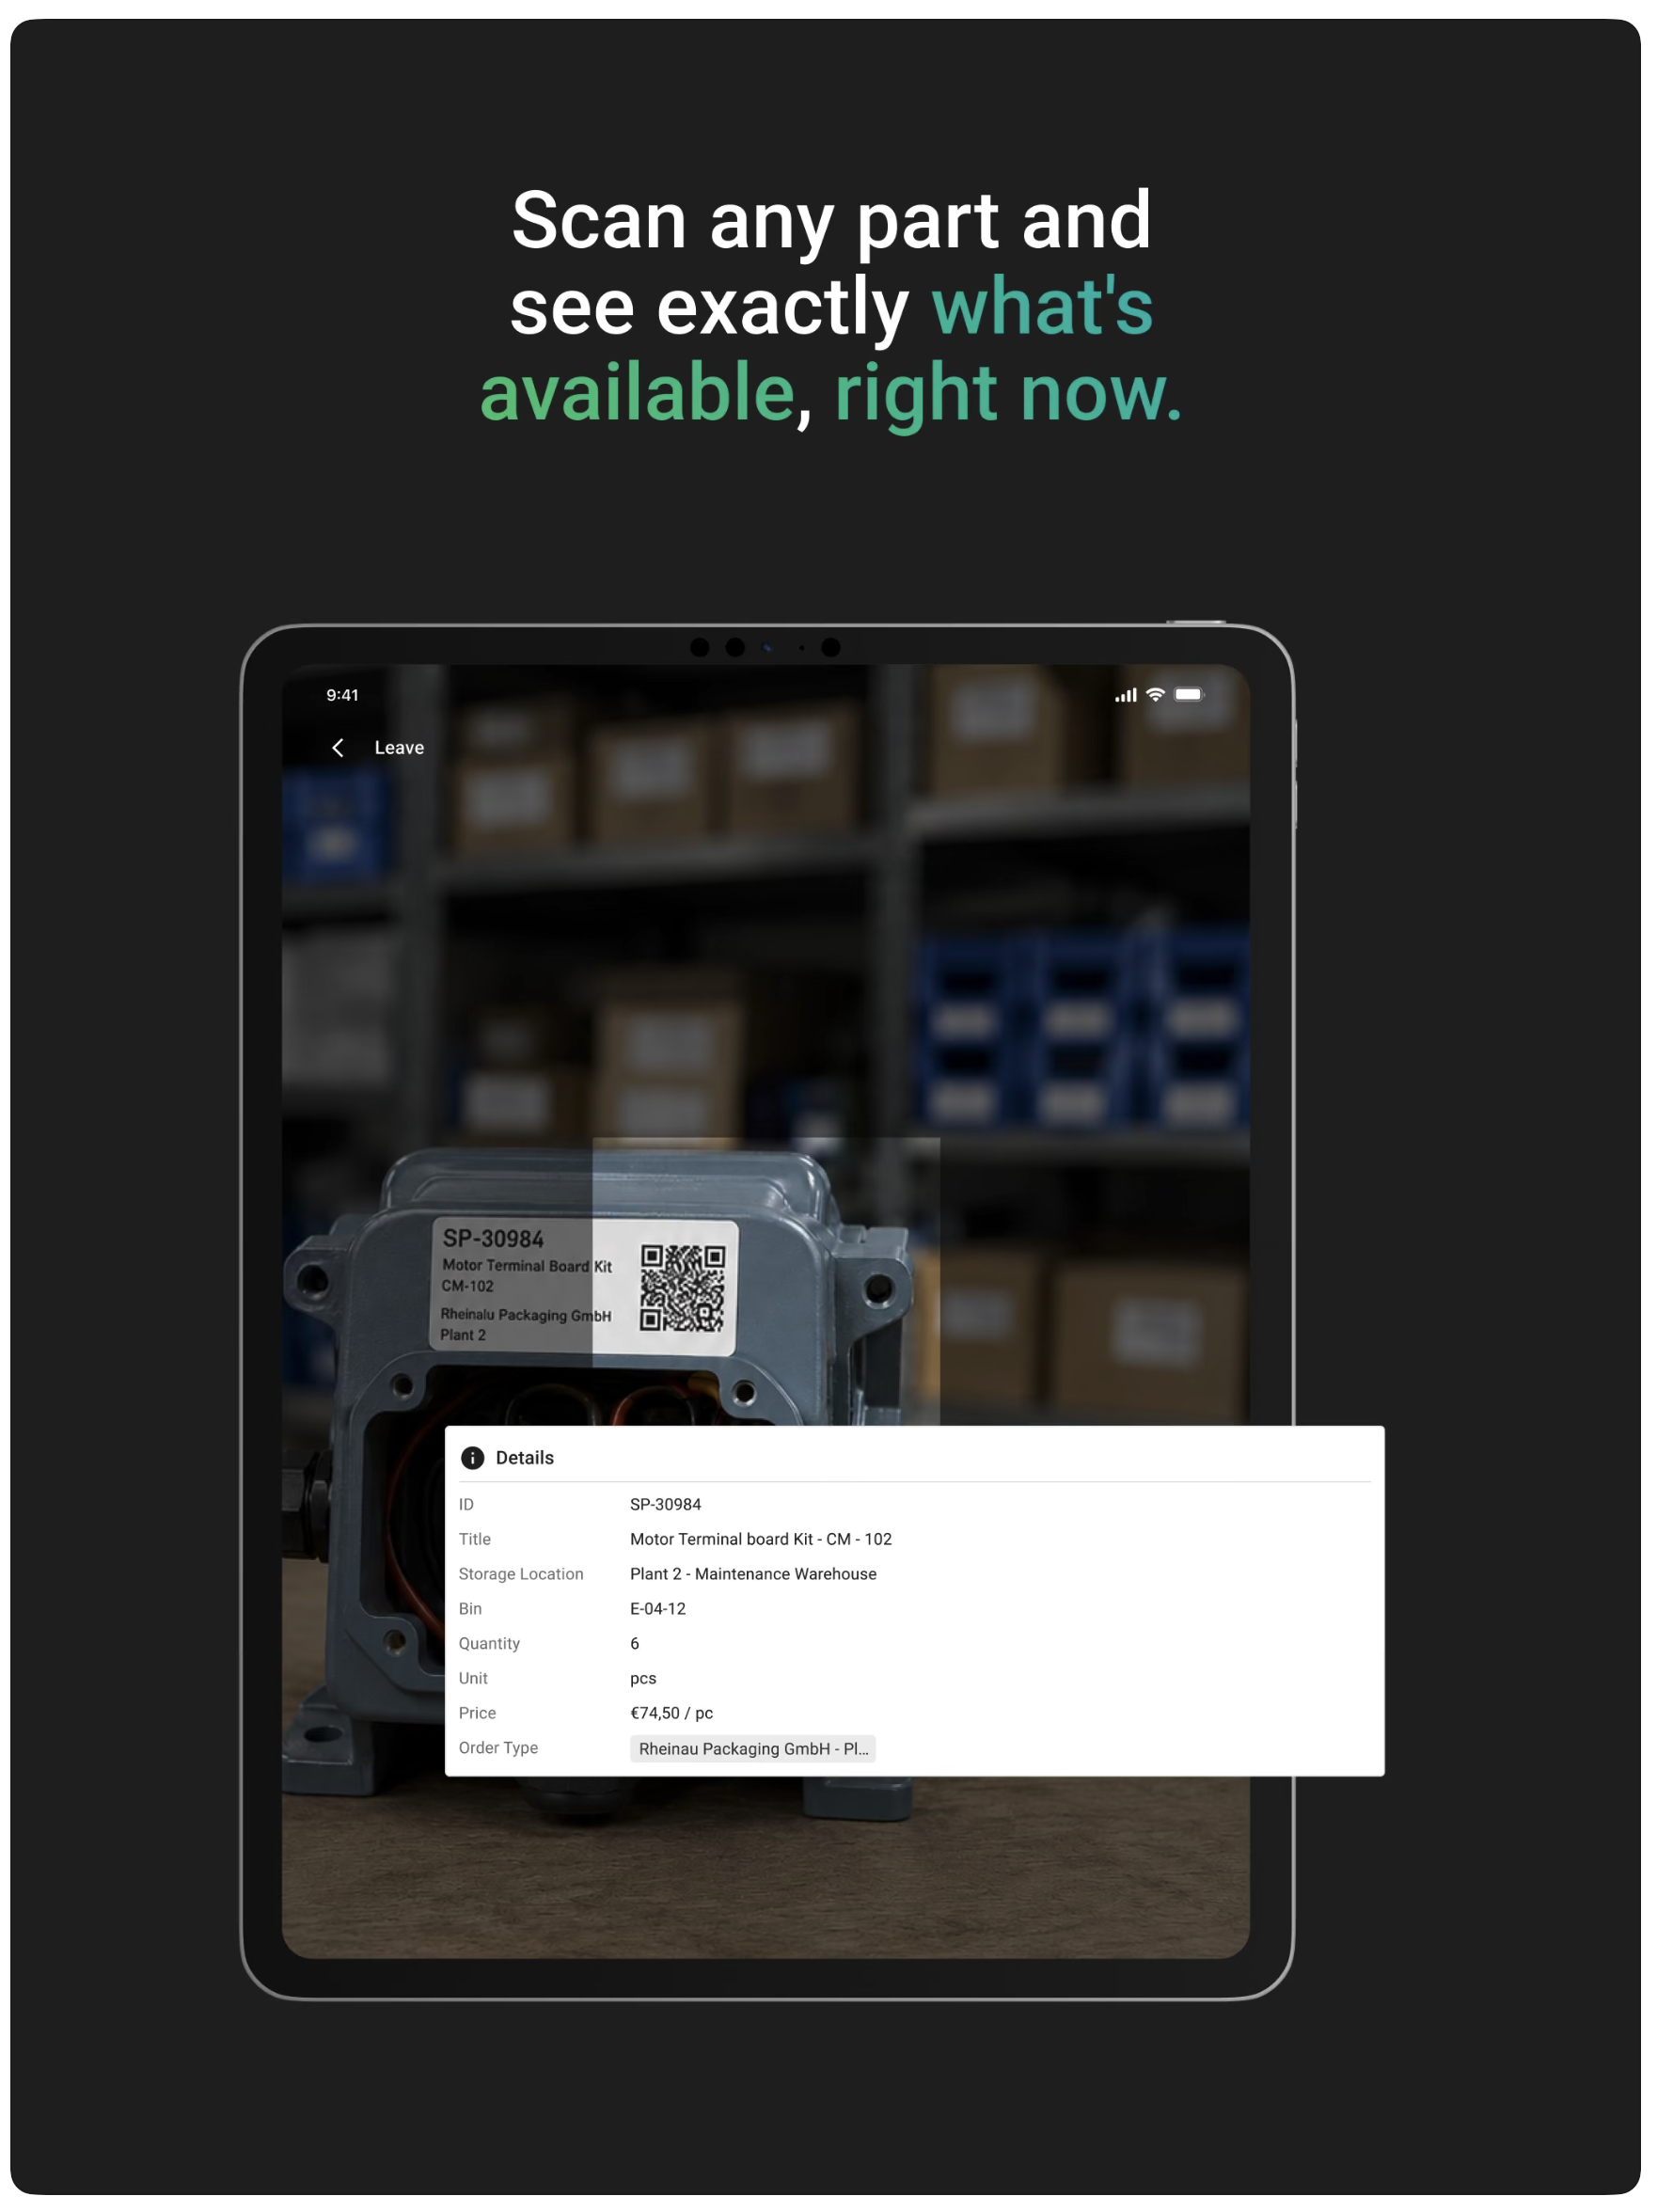 Scan any part and
see exactly what's
available, right now.
9:41
Leave
SP-30984
Motor Terminal Board Kit
CM-102
Rheinalu Packaging GmbH
Plant 2
Details
ID SP-30984
Title Motor Terminal board Kit - CM - 102
Storage Location Plant 2 - Maintenance Warehouse
Bin E-04-12
Quantity 6
Unit pcs
Price €74,50 / pc
Order Type Rheinau Packaging GmbH - Pl...